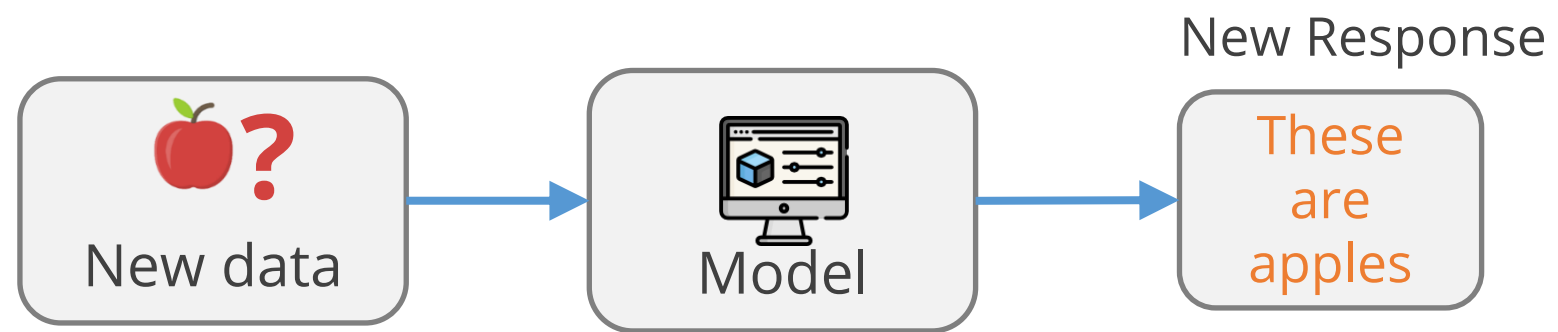 ?
New data
Model
New Response
These
are
apples